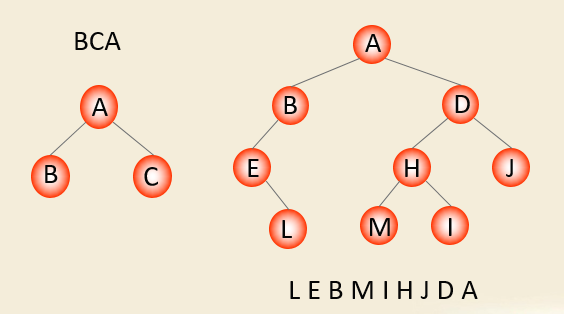 BCA
A
B C
A
B D
E H J
L M I
L E B M I H J D A